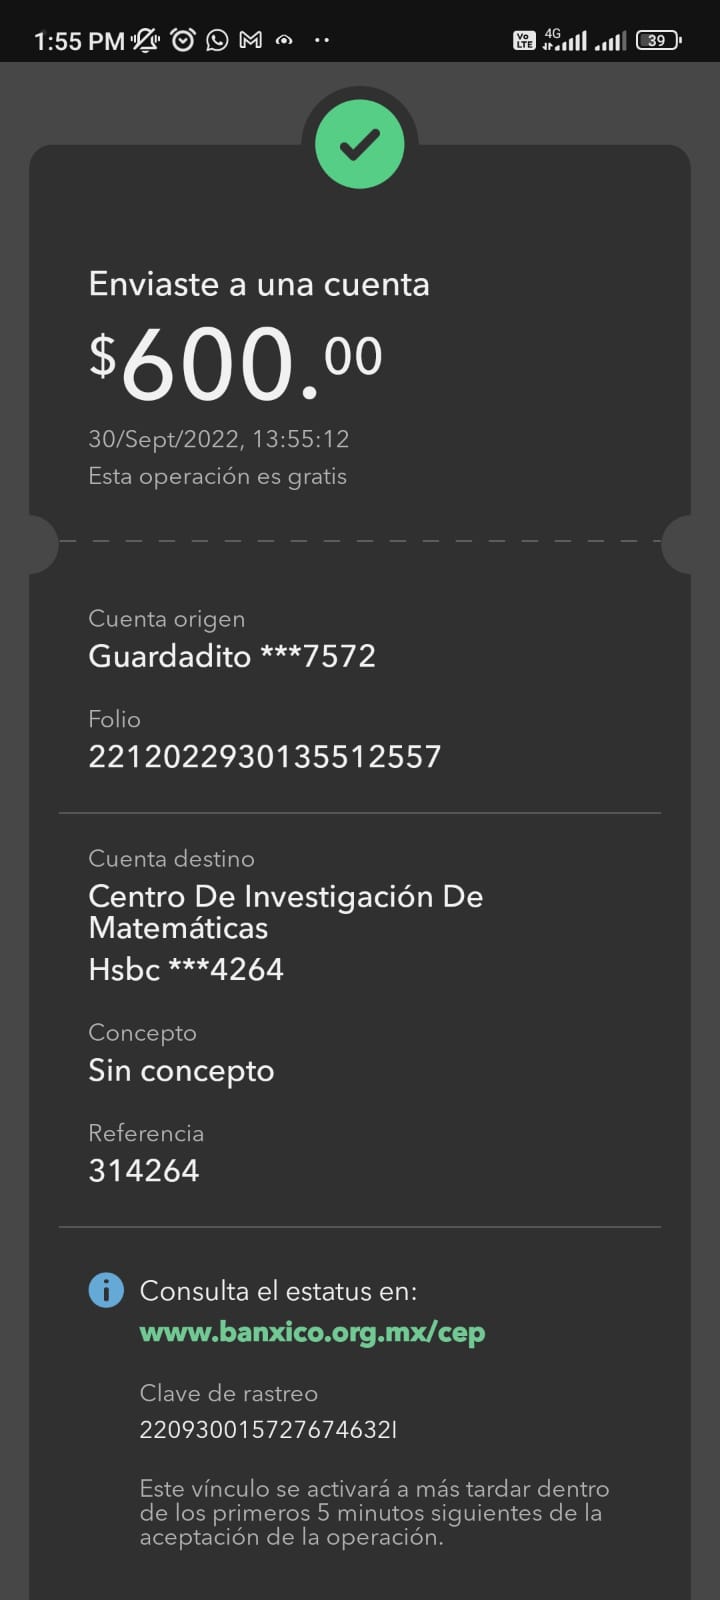 1:55 PM
Vo LTE 4G 39
Enviaste a una cuenta
$600.00
30/Sept/2022, 13:55:12
Esta operación es gratis
Cuenta origen
Guardadito ***7572
Folio
2212022930135512557
Cuenta destino
Centro De Investigación De
Matemáticas
Hsbc ***4264
Concepto
Sin concepto
Referencia
314264
Consulta el estatus en:
www.banxico.org.mx/cep
Clave de rastreo
220930015727674632I
Este vínculo se activará a más tardar dentro
de los primeros 5 minutos siguientes de la
aceptación de la operación.